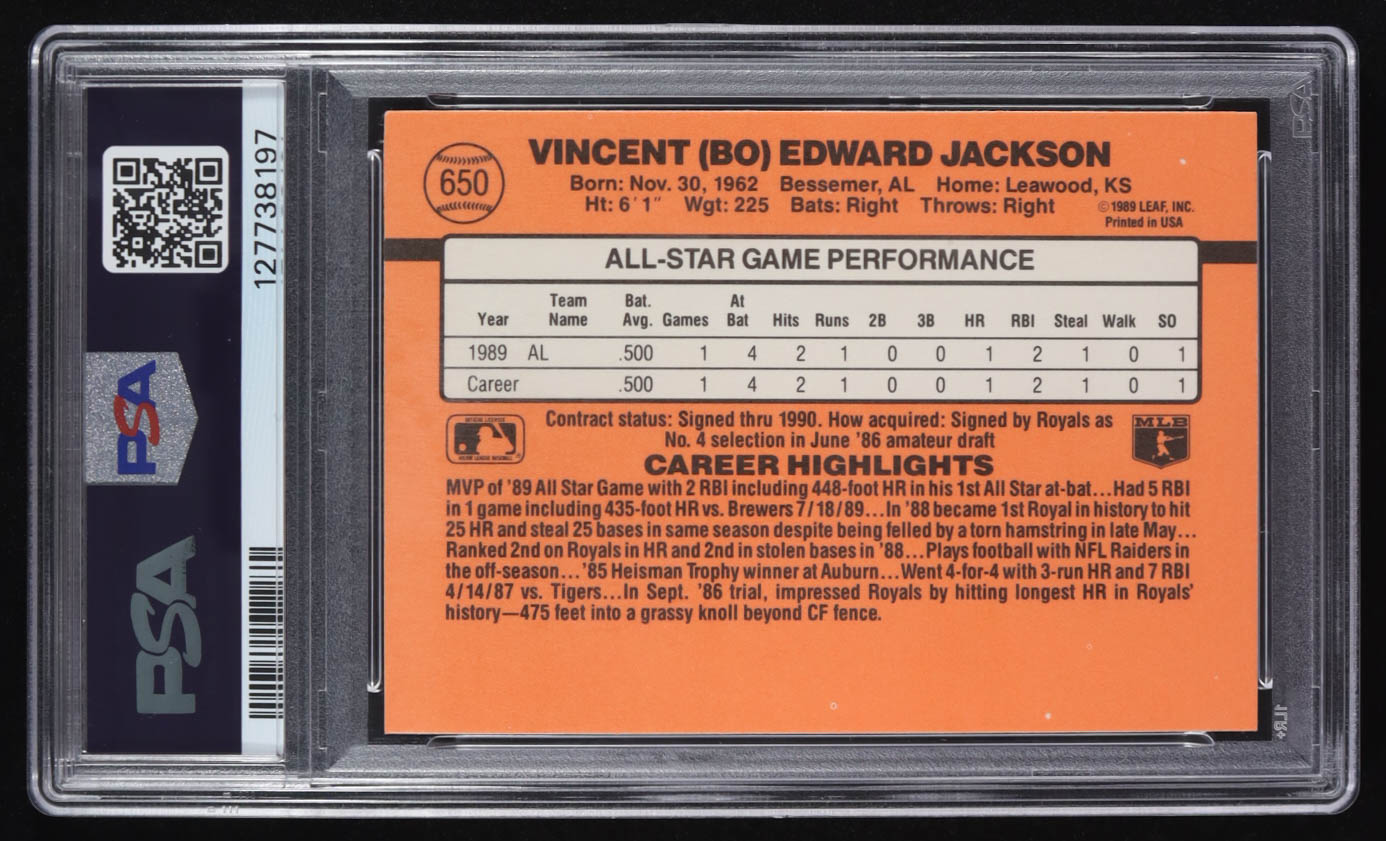 127738197
PSA
PSA
650
VINCENT (BO) EDWARD JACKSON
Born: Nov. 30, 1962 Bessemer, AL Home: Leawood, KS
Ht: 6'1" Wgt: 225 Bats: Right Throws: Right
©1989 LEAF, INC.
Printed in USA
ALL-STAR GAME PERFORMANCE
Year Team Name Bat. Avg. Games At Bat Hits Runs 2B 3B HR RBI Steal Walk SO
1989 AL .500 1 4 2 1 0 0 1 2 1 0 1
Career .500 1 4 2 1 0 0 1 2 1 0 1
Contract status: Signed thru 1990. How acquired: Signed by Royals as
No. 4 selection in June '86 amateur draft
MLB
CAREER HIGHLIGHTS
MVP of '89 All Star Game with 2 RBI including 448-foot HR in his 1st All Star at-bat...Had 5 RBI
in 1 game including 435-foot HR vs. Brewers 7/18/89...In '88 became 1st Royal in history to hit
25 HR and steal 25 bases in same season despite being felled by a torn hamstring in late May...
Ranked 2nd on Royals in HR and 2nd in stolen bases in '88...Plays football with NFL Raiders in
the off-season...'85 Heisman Trophy winner at Auburn...Went 4-for-4 with 3-run HR and 7 RBI
4/14/87 vs. Tigers...In Sept. '86 trial, impressed Royals by hitting longest HR in Royals'
history—475 feet into a grassy knoll beyond CF fence.
PSA